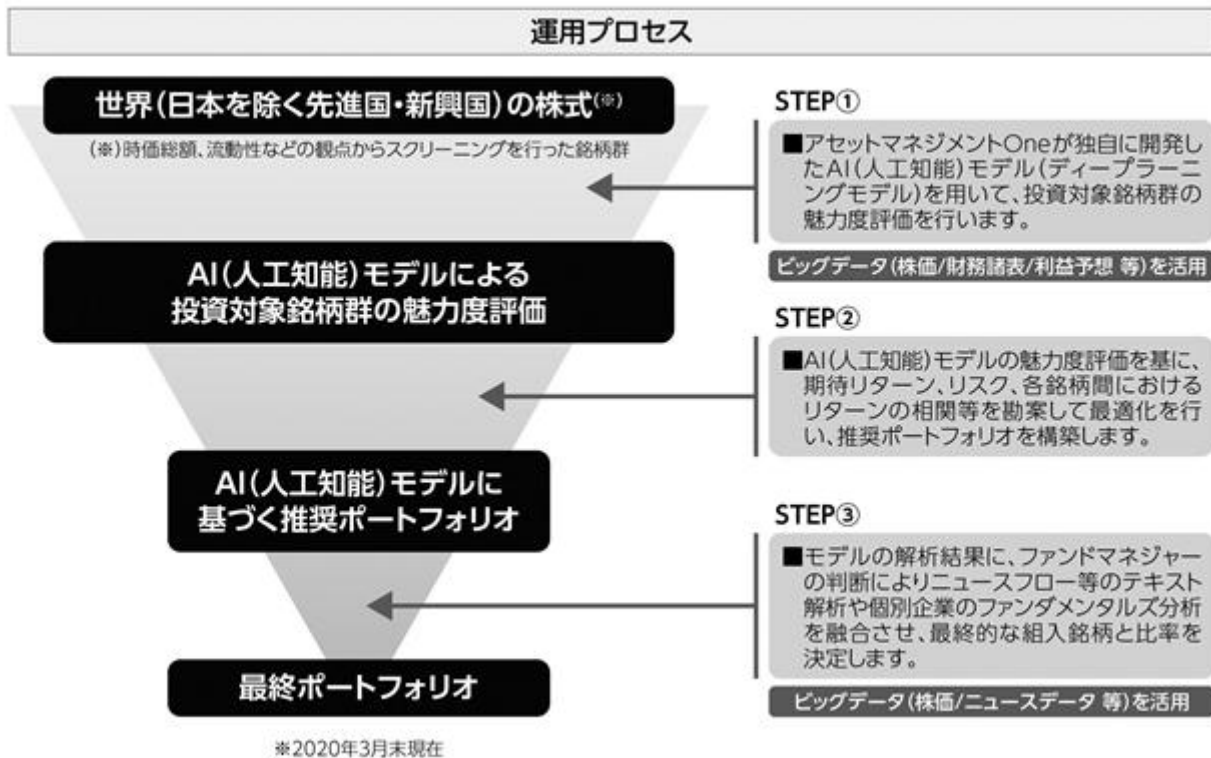 運用プロセス
世界(日本を除く先進国・新興国)の株式(※)
(※)時価総額、流動性などの観点からスクリーニングを行った銘柄群
STEP①
■アセットマネジメントOneが独自に開発し
たAI(人工知能)モデル(ディープラーニ
ングモデル)を用いて、投資対象銘柄群の
魅力度評価を行います。
ビッグデータ(株価/財務諸表/利益予想 等)を活用
AI(人工知能)モデルによる
投資対象銘柄群の魅力度評価
STEP②
■AI(人工知能)モデルの魅力度評価を基に、
期待リターン、リスク、各銘柄間における
リターンの相関等を勘案して最適化を行
い、推奨ポートフォリオを構築します。
AI(人工知能)モデルに
基づく推奨ポートフォリオ
STEP③
■モデルの解析結果に、ファンドマネジャー
の判断によりニュースフロー等のテキスト
解析や個別企業のファンダメンタルズ分析
を融合させ、最終的な組入銘柄と比率を
決定します。
ビッグデータ(株価/ニュースデータ 等)を活用
最終ポートフォリオ
※2020年3月末現在